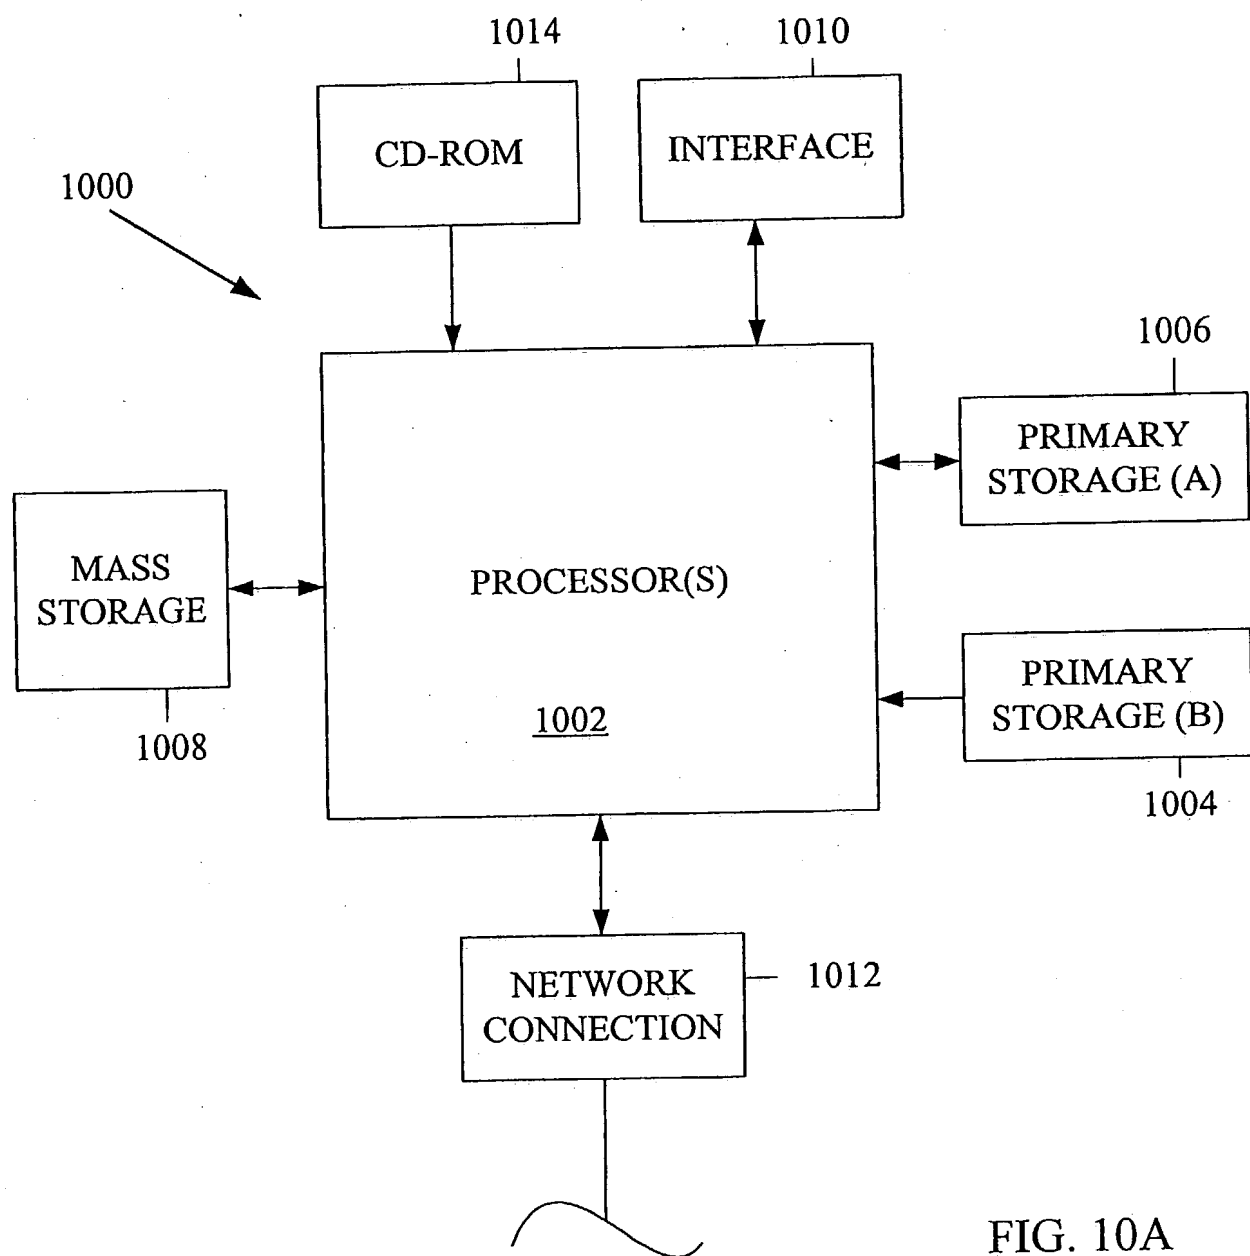 1014
1010
CD-ROM
INTERFACE
1000
1006
PRIMARY
STORAGE (A)
MASS
STORAGE
1008
PROCESSOR(S)
1002
PRIMARY
STORAGE (B)
1004
NETWORK
CONNECTION
1012
FIG. 10A